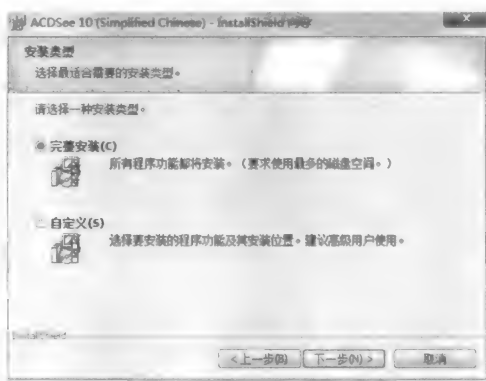 ACDSee 10 (Simplified Chinese) - InstallShield
安装类型
选择最适合需要的安装类型。
请选择一种安装类型。
完整安装(C)
所有程序功能都将安装。（要求使用最多的磁盘空间。）
自定义(S)
选择要安装的程序功能及其安装位置。建议高级用户使用。
InstallShield
<上一步(B) 下一步(N)> 取消